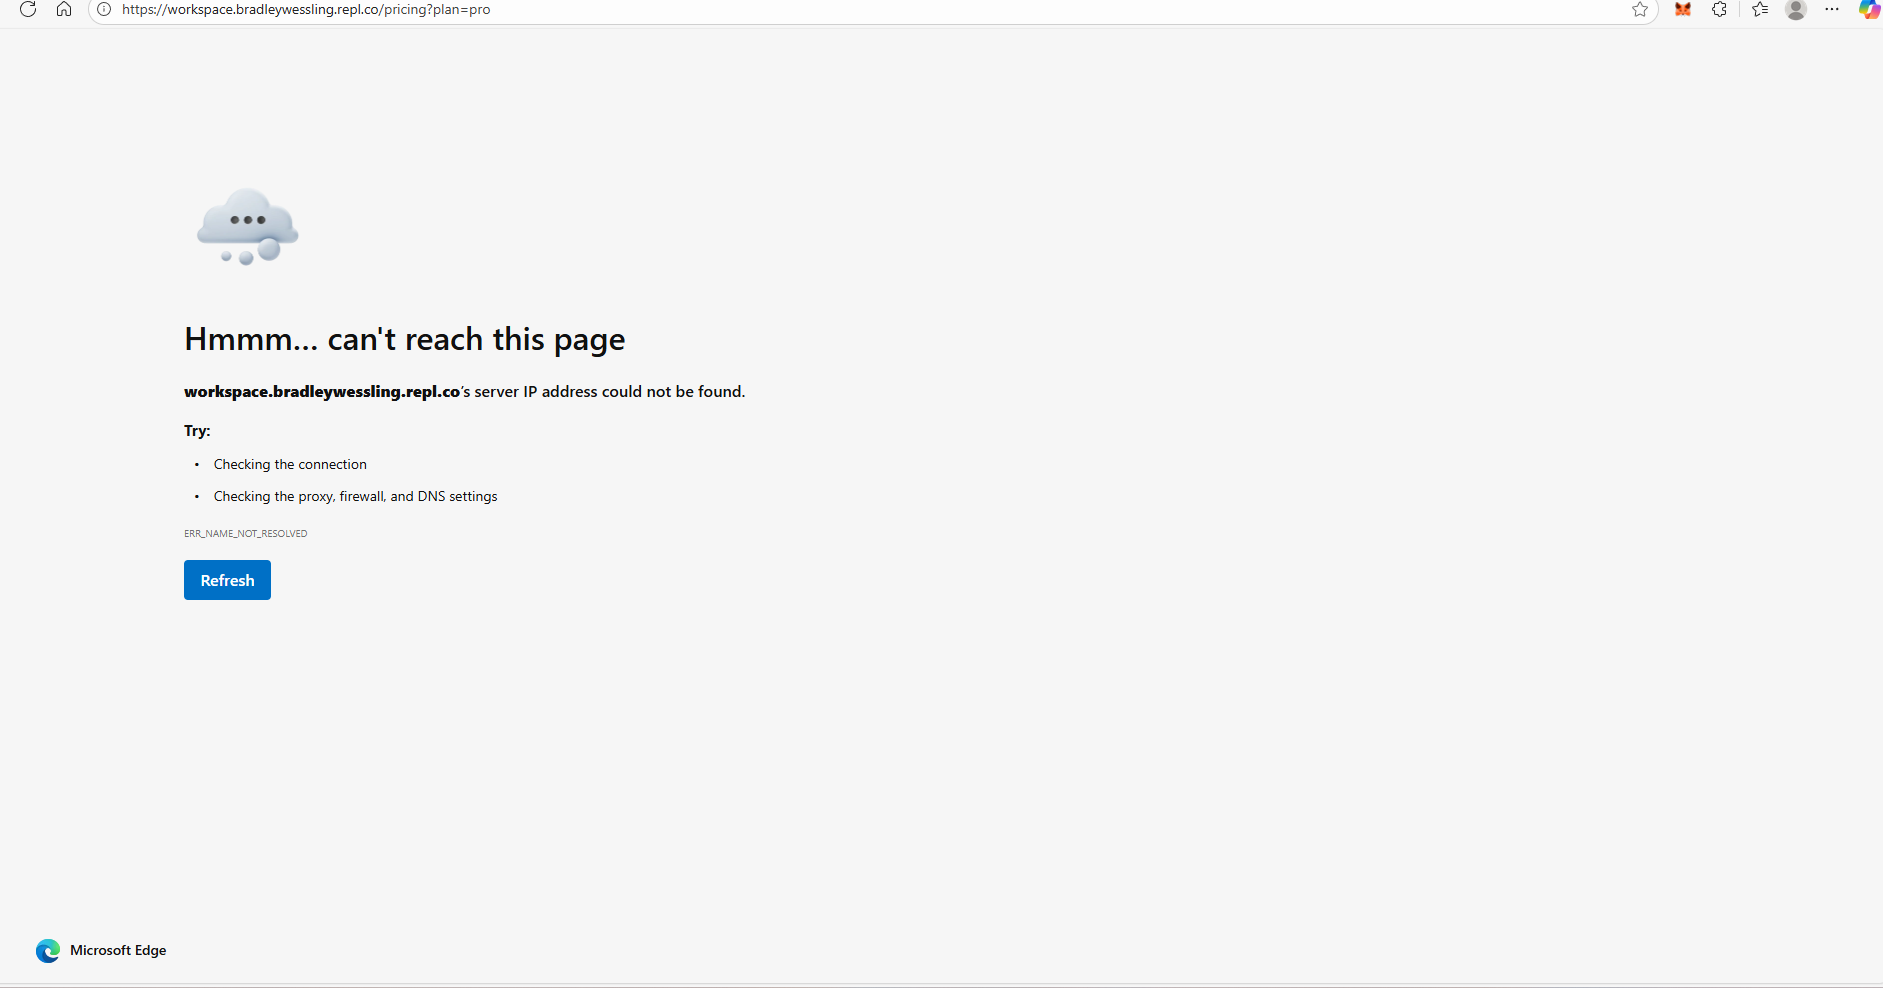 https://workspace.bradleywessling.repl.co/pricing?plan=pro
Hmmm... can't reach this page
workspace.bradleywessling.repl.co's server IP address could not be found.
Try:
• Checking the connection
• Checking the proxy, firewall, and DNS settings
ERR_NAME_NOT_RESOLVED
Refresh
Microsoft Edge